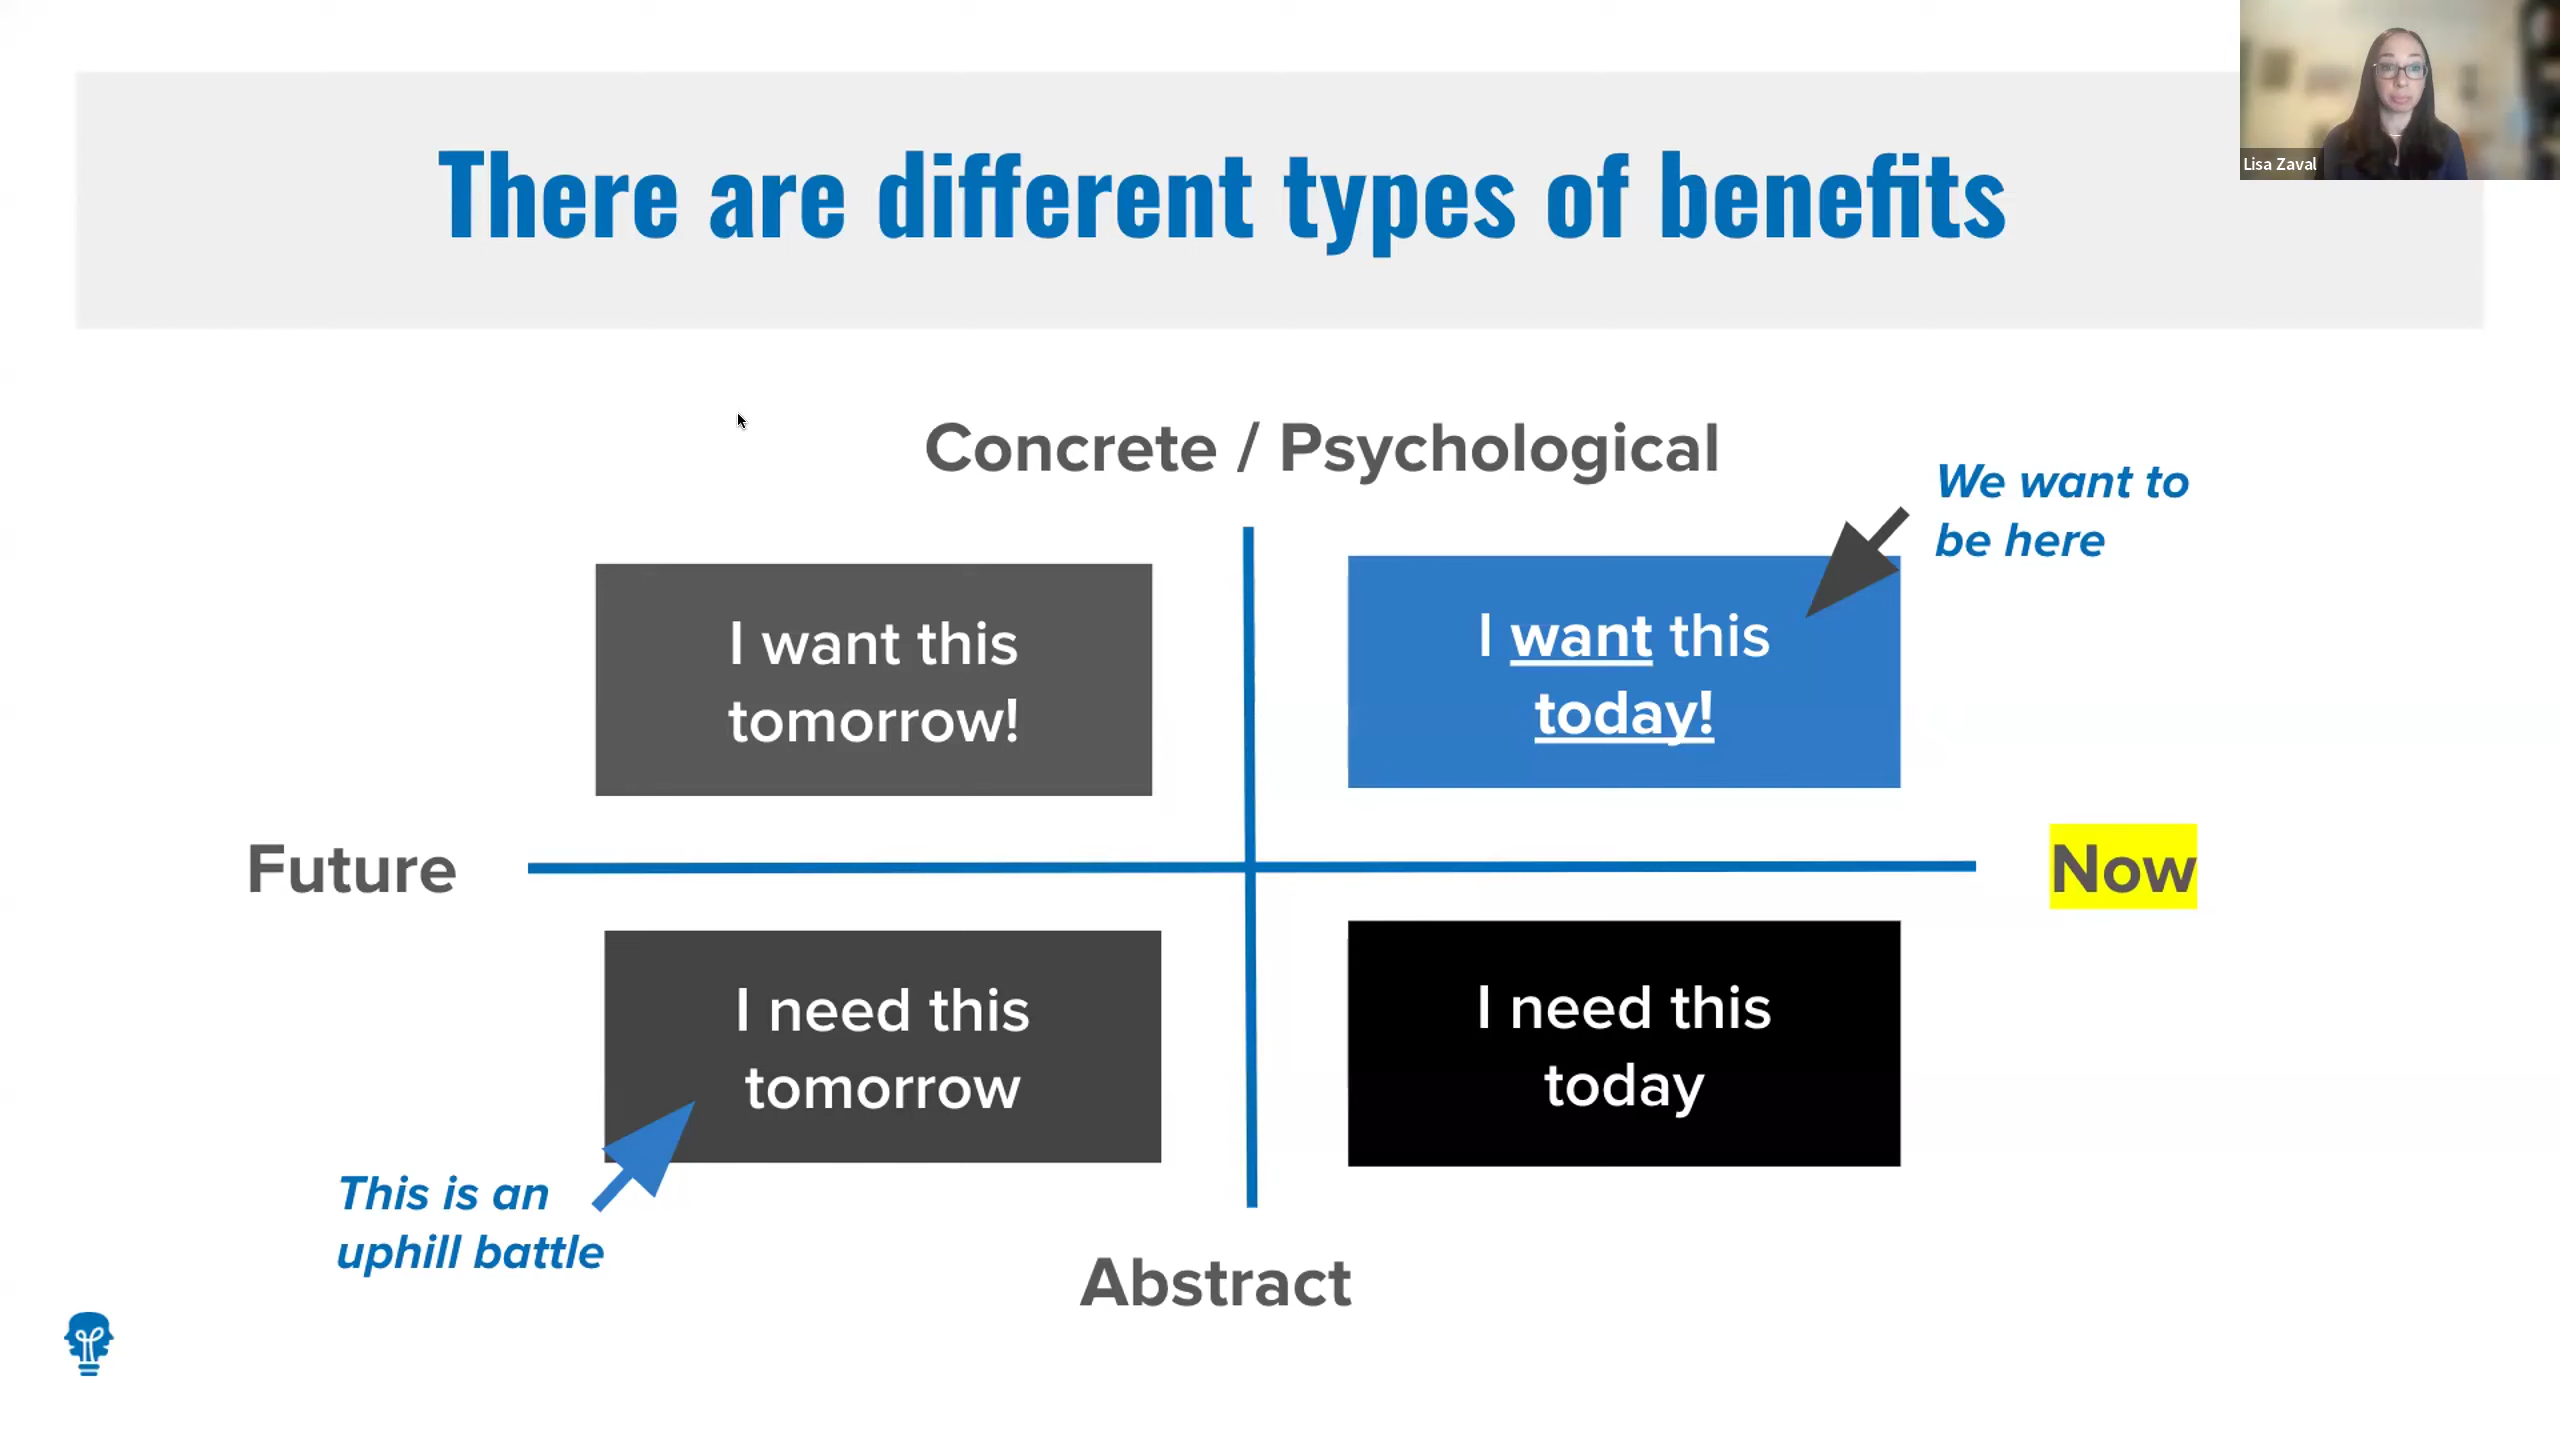 There are different types of benefits
Lisa Zaval
Concrete / Psychological
We want to
be here
I want this
tomorrow!
I want this
today!
Future
Now
I need this
tomorrow
I need this
today
This is an
uphill battle
Abstract